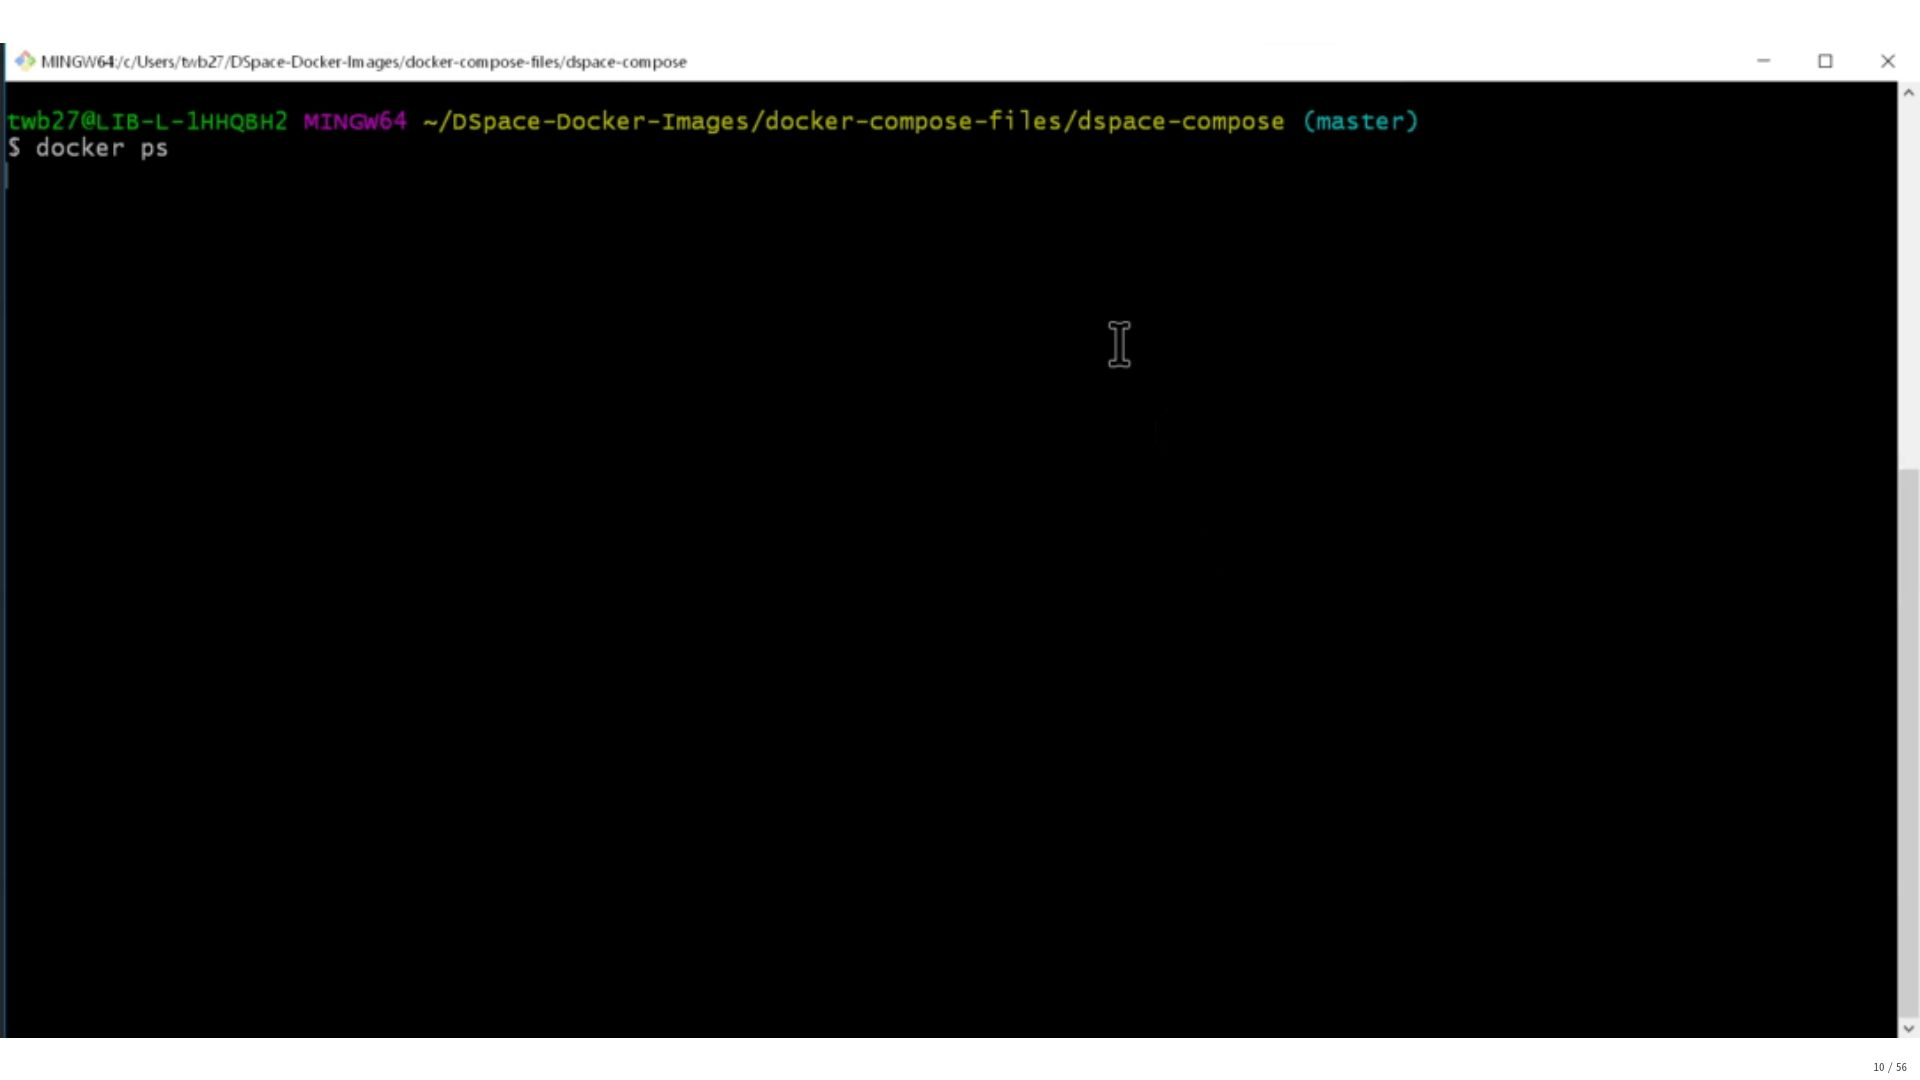 MINGW64:/c/Users/twb27/DSpace-Docker-Images/docker-compose-files/dspace-compose
twb27@LIB-L-1HHQBH2 MINGW64 ~/DSpace-Docker-Images/docker-compose-files/dspace-compose (master)
$ docker ps
10 / 56